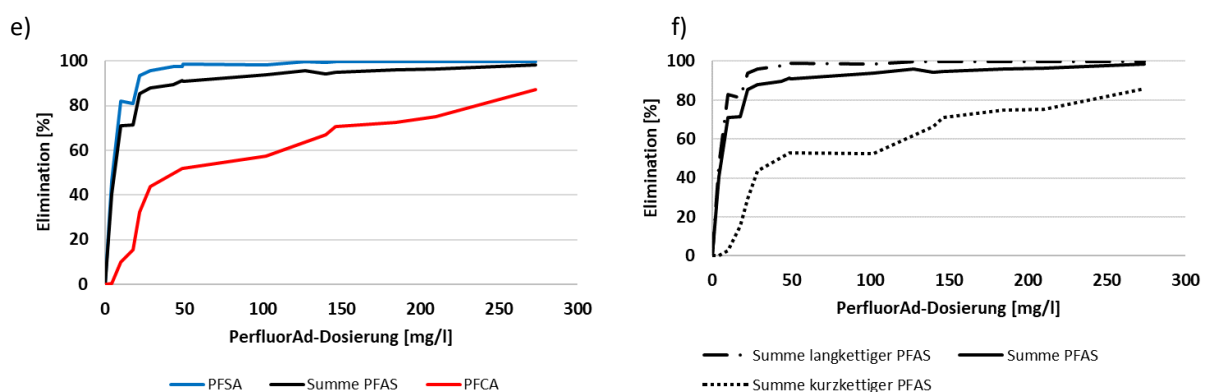 e)
Elimination [%]
100
80
60
40
20
0
0 50 100 150 200 250 300
PerfluorAd-Dosierung [mg/l]
PFSA Summe PFAS PFCA
f)
Elimination [%]
100
80
60
40
20
0
0 50 100 150 200 250 300
PerfluorAd-Dosierung [mg/l]
Summe langkettiger PFAS Summe PFAS
Summe kurzkettiger PFAS